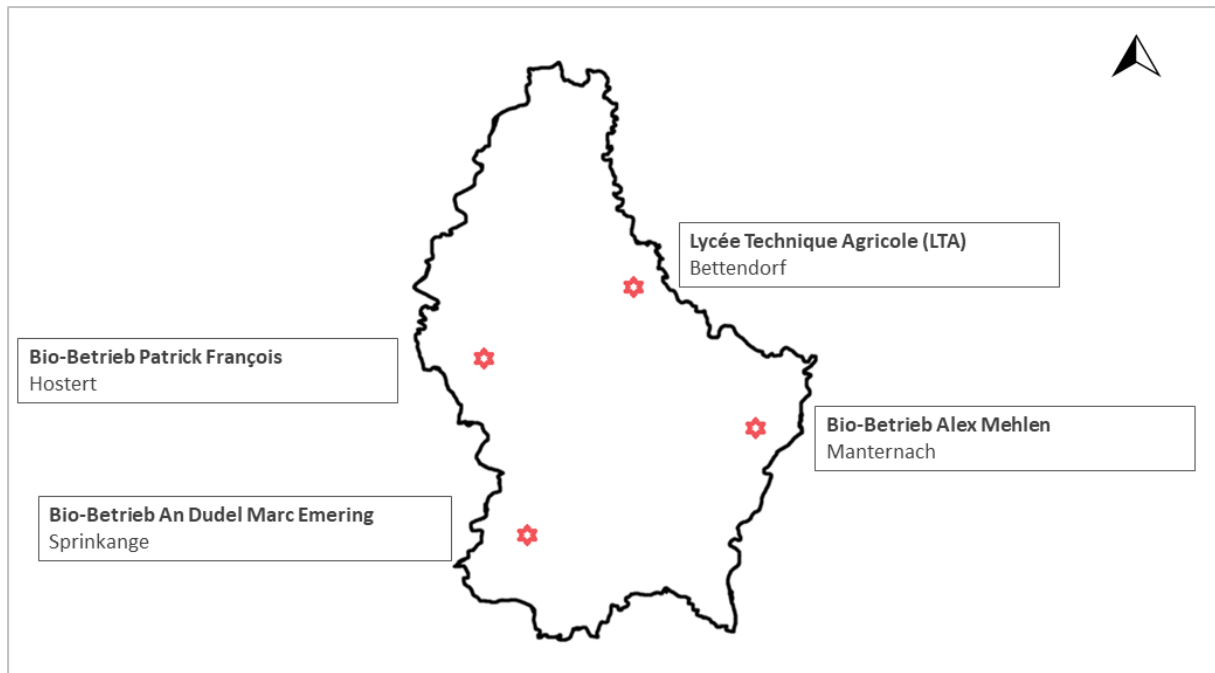 Lycée Technique Agricole (LTA)
Bettendorf
Bio-Betrieb Patrick François
Hostert
Bio-Betrieb Alex Mehlen
Manternach
Bio-Betrieb An Dudel Marc Emering
Sprinkange